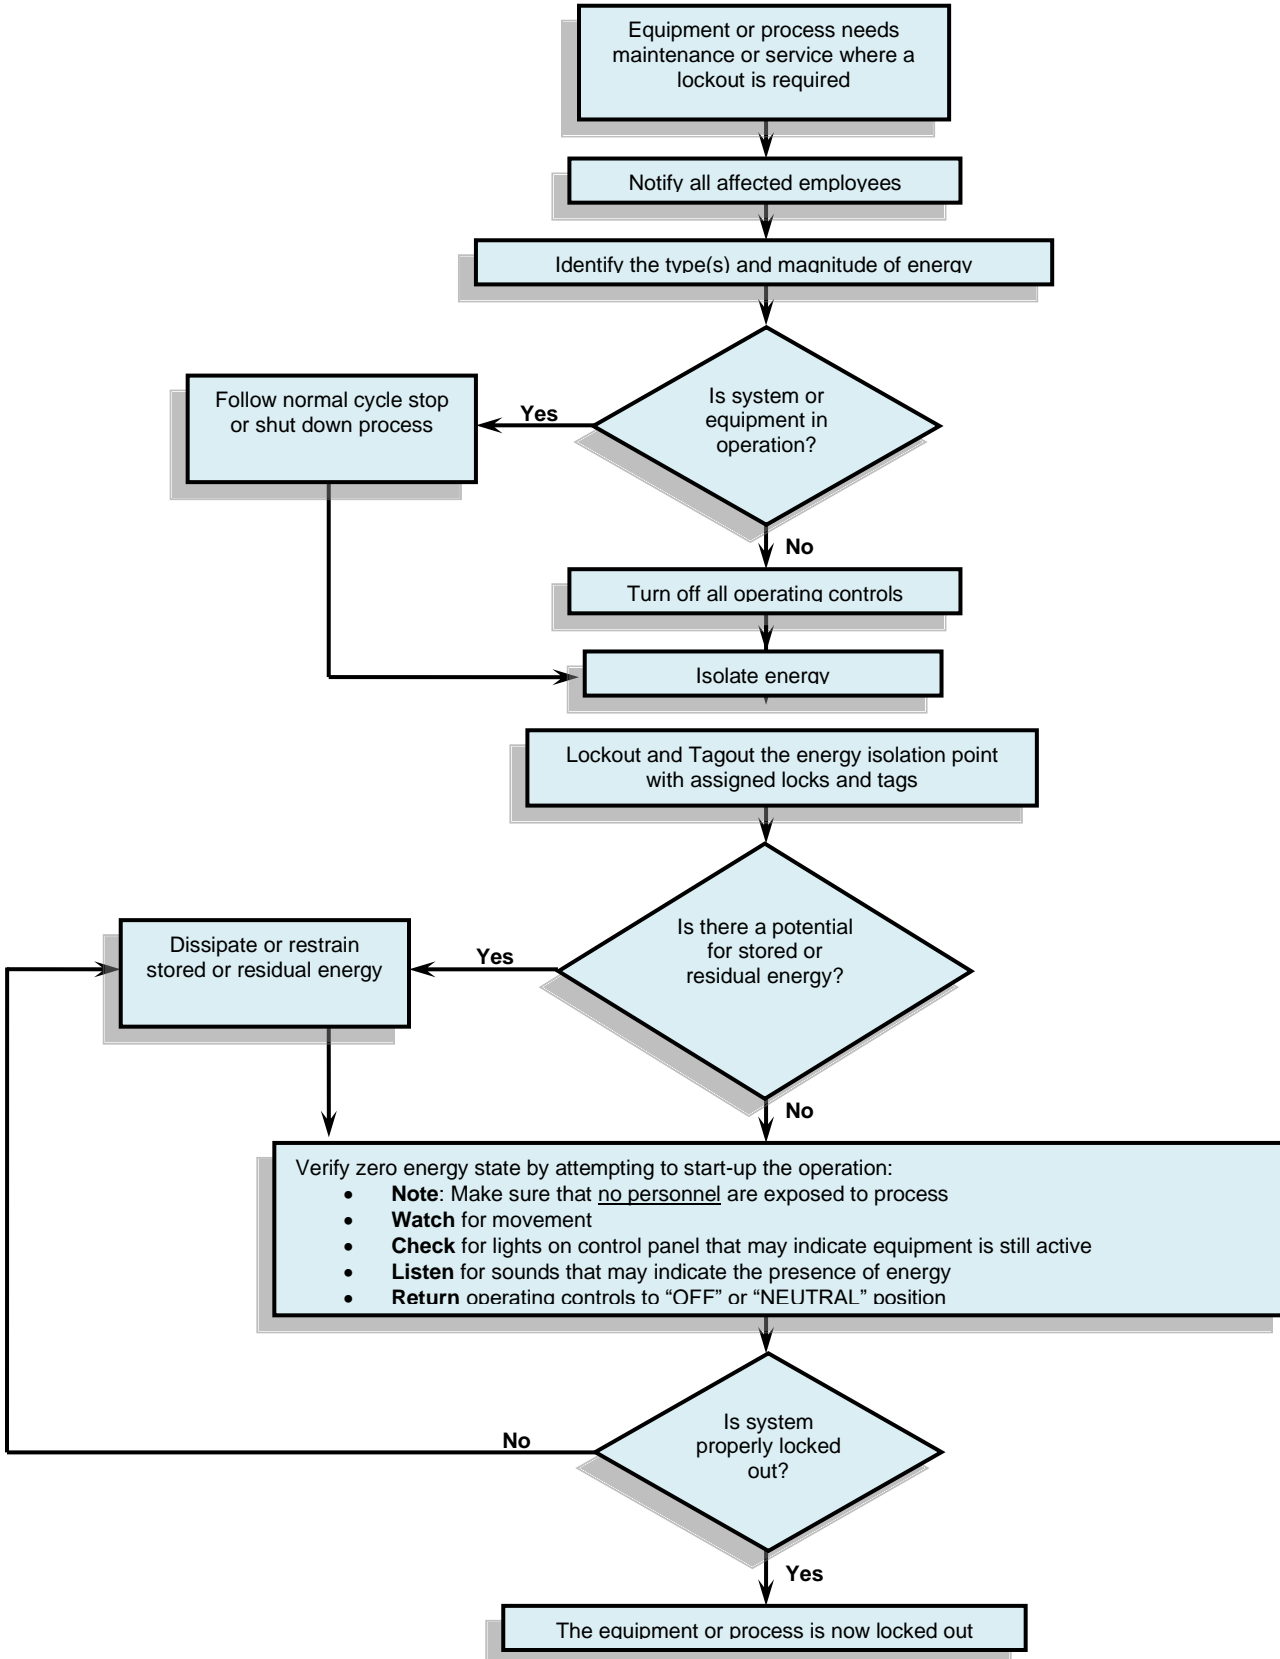 Equipment or process needs
maintenance or service where a
lockout is required
Notify all affected employees
Identify the type(s) and magnitude of energy
Is system or
equipment in
operation?
Yes
Follow normal cycle stop
or shut down process
No
Turn off all operating controls
Isolate energy
Lockout and Tagout the energy isolation point
with assigned locks and tags
Is there a potential
for stored or
residual energy?
Yes
Dissipate or restrain
stored or residual energy
No
Verify zero energy state by attempting to start-up the operation:
• Note: Make sure that no personnel are exposed to process
• Watch for movement
• Check for lights on control panel that may indicate equipment is still active
• Listen for sounds that may indicate the presence of energy
• Return operating controls to “OFF” or “NEUTRAL” position
Is system
properly locked
out?
No
Yes
The equipment or process is now locked out